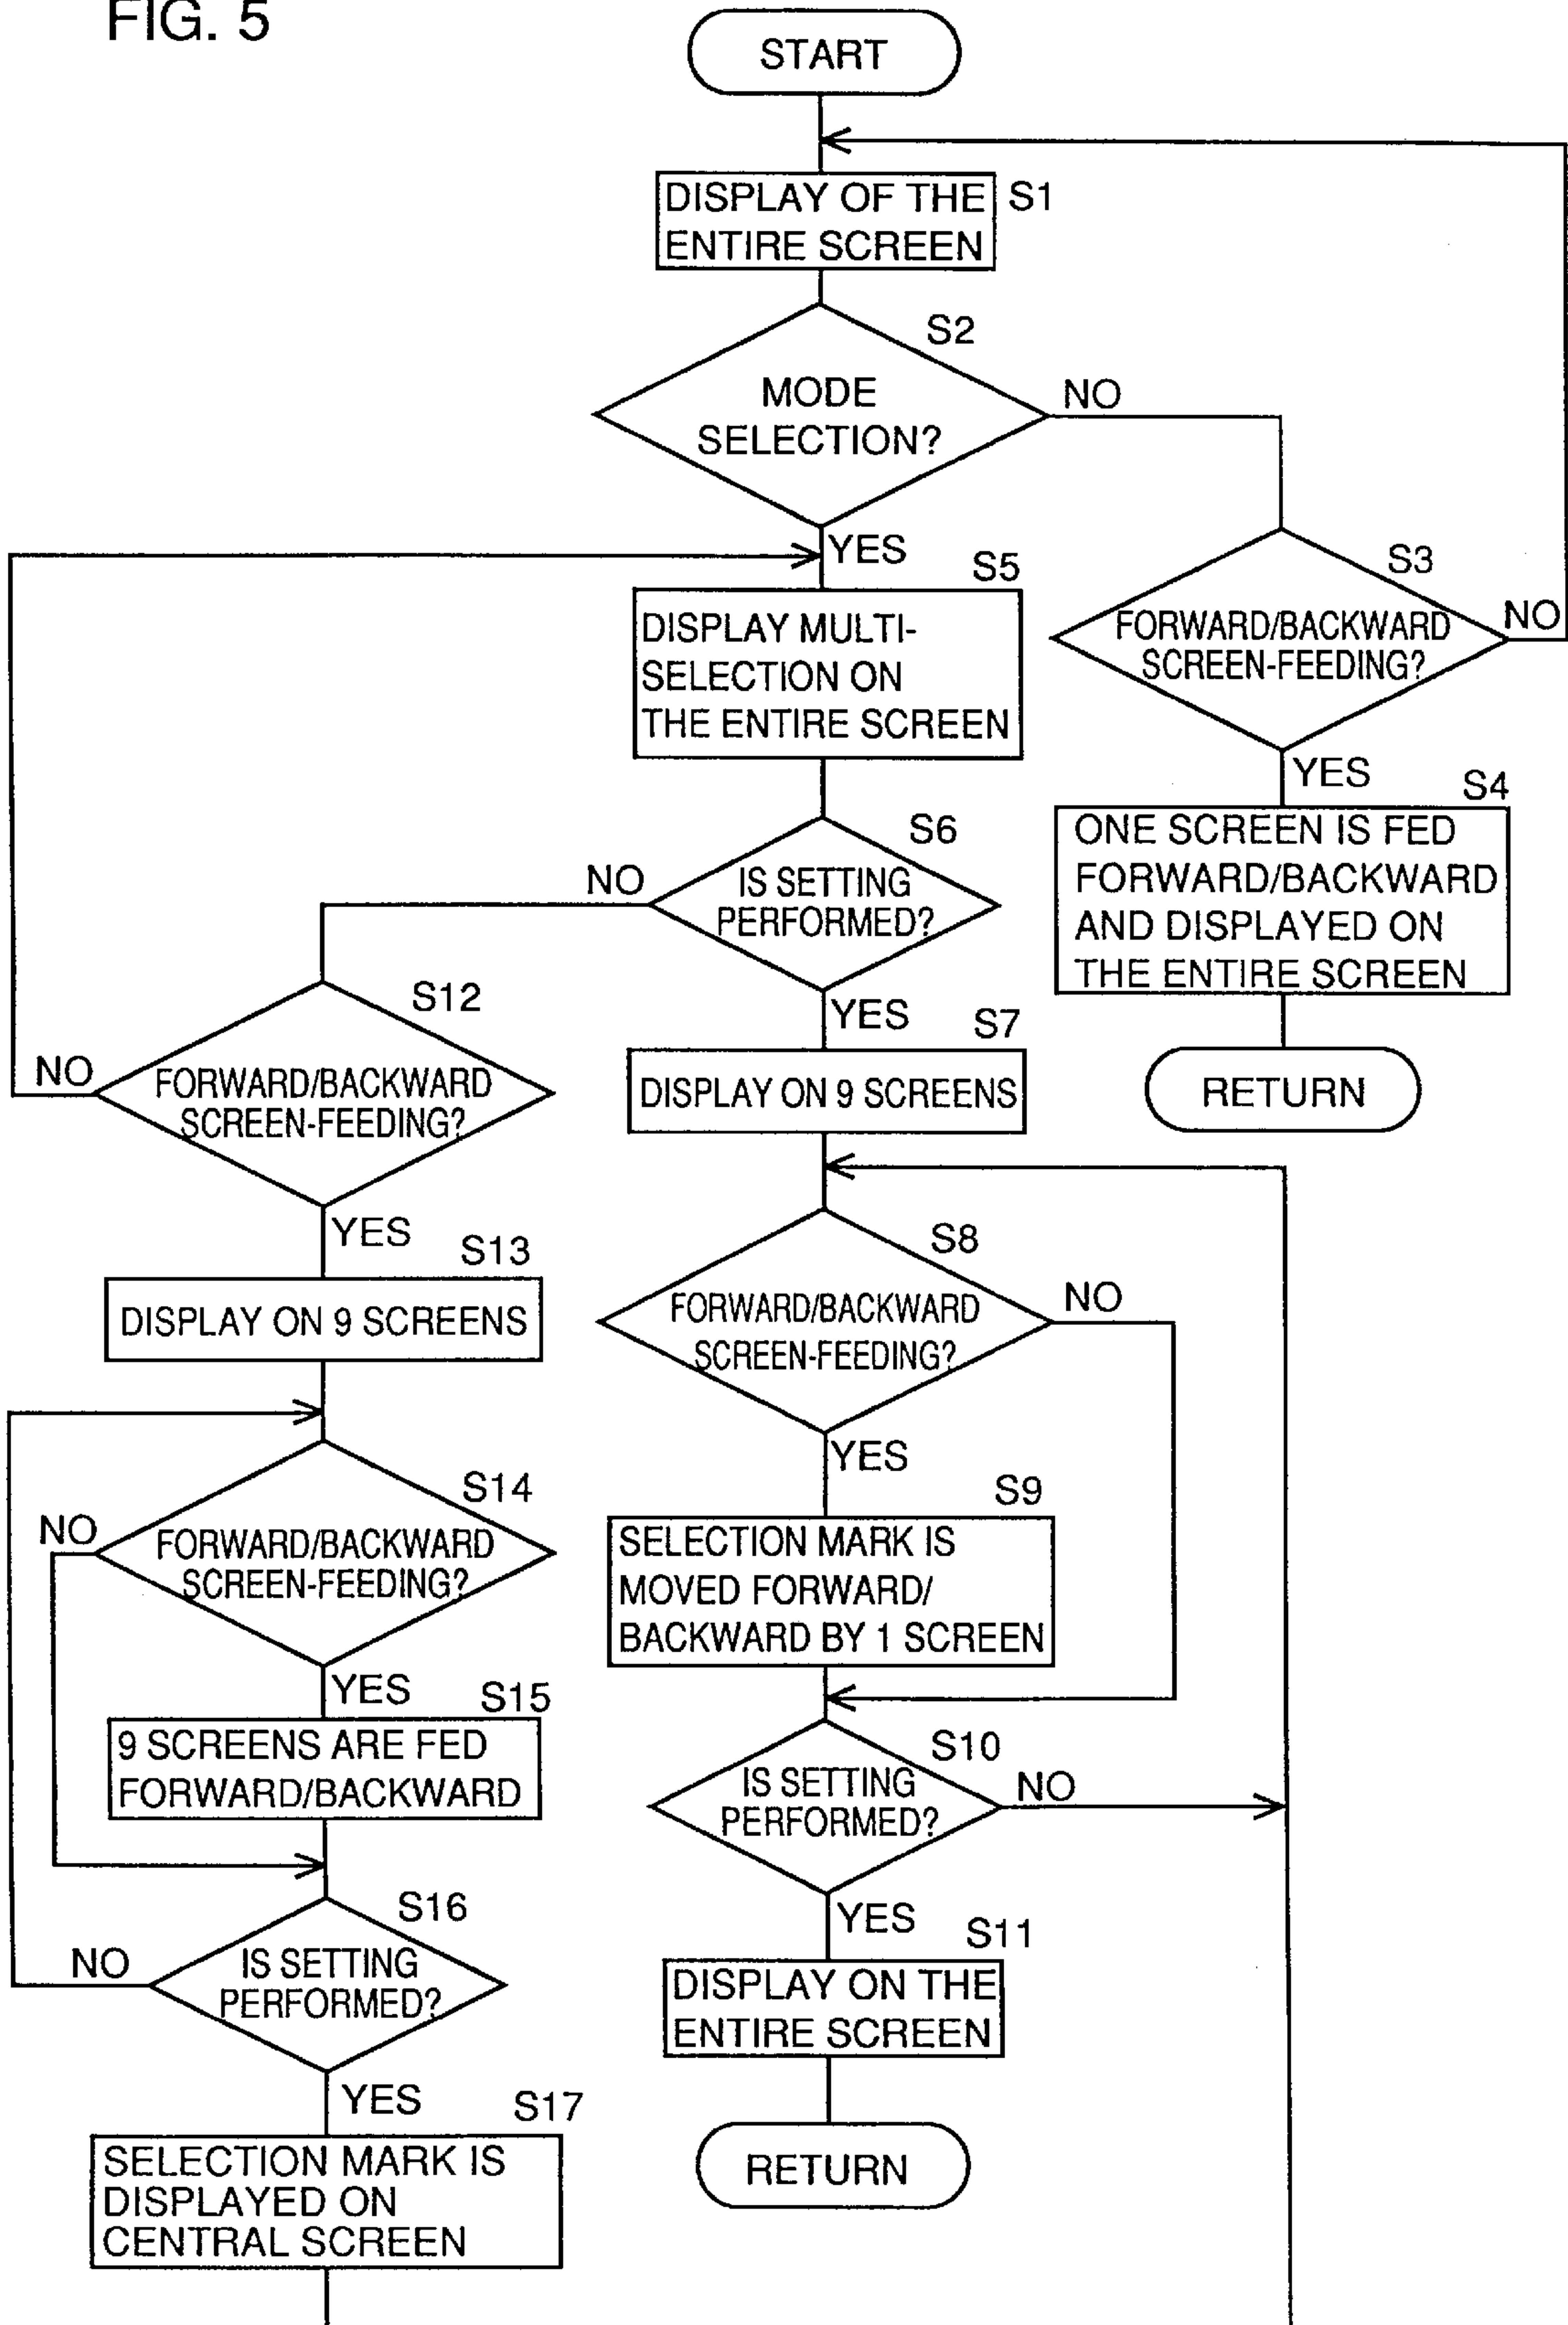 FIG. 5
START
DISPLAY OF THE
ENTIRE SCREEN
S1
S2
MODE
SELECTION?
NO
YES
S3
FORWARD/BACKWARD
SCREEN-FEEDING?
NO
YES
S4
ONE SCREEN IS FED
FORWARD/BACKWARD
AND DISPLAYED ON
THE ENTIRE SCREEN
RETURN
S5
DISPLAY MULTI-
SELECTION ON
THE ENTIRE SCREEN
S6
IS SETTING
PERFORMED?
NO
YES
S7
DISPLAY ON 9 SCREENS
S8
FORWARD/BACKWARD
SCREEN-FEEDING?
NO
YES
S9
SELECTION MARK IS
MOVED FORWARD/
BACKWARD BY 1 SCREEN
S10
IS SETTING
PERFORMED?
NO
YES
S11
DISPLAY ON THE
ENTIRE SCREEN
RETURN
S12
FORWARD/BACKWARD
SCREEN-FEEDING?
NO
YES
S13
DISPLAY ON 9 SCREENS
S14
FORWARD/BACKWARD
SCREEN-FEEDING?
NO
YES
S15
9 SCREENS ARE FED
FORWARD/BACKWARD
S16
IS SETTING
PERFORMED?
NO
YES
S17
SELECTION MARK IS
DISPLAYED ON
CENTRAL SCREEN